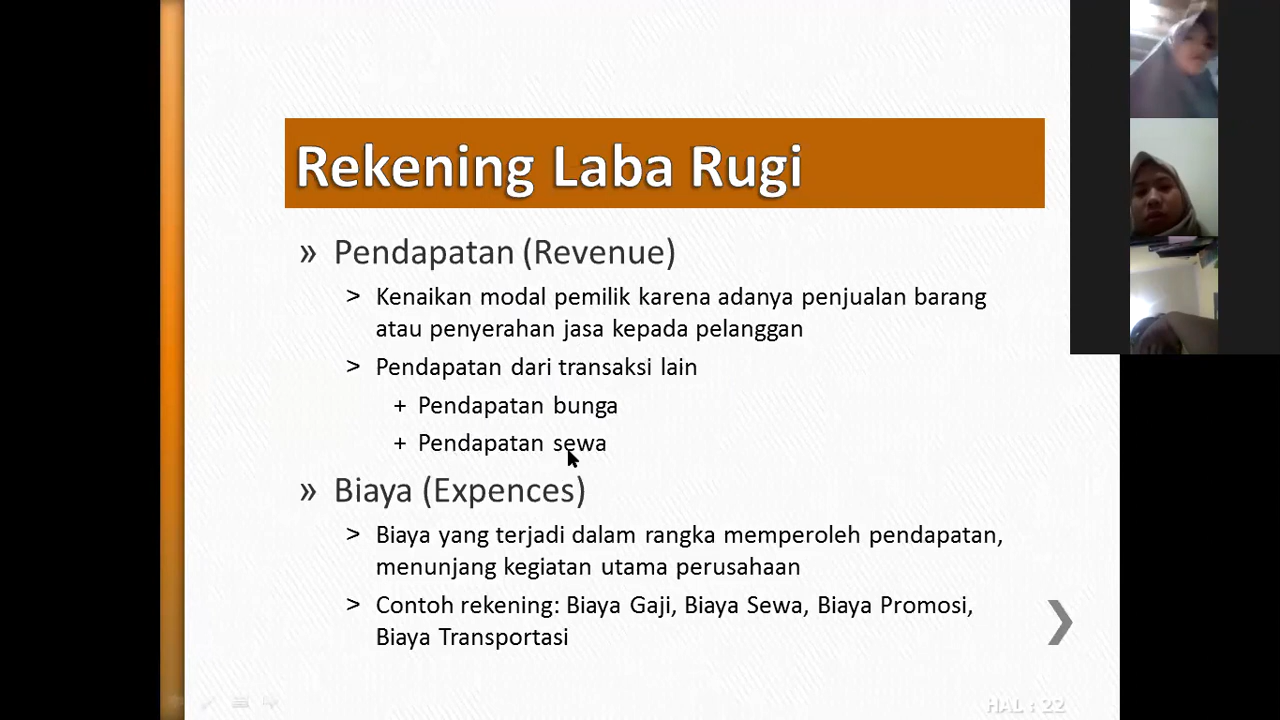 Rekening Laba Rugi
» Pendapatan (Revenue)
> Kenaikan modal pemilik karena adanya penjualan barang
atau penyerahan jasa kepada pelanggan
> Pendapatan dari transaksi lain
+ Pendapatan bunga
+ Pendapatan sewa
» Biaya (Expences)
> Biaya yang terjadi dalam rangka memperoleh pendapatan,
menunjang kegiatan utama perusahaan
> Contoh rekening: Biaya Gaji, Biaya Sewa, Biaya Promosi,
Biaya Transportasi
HAL : 22